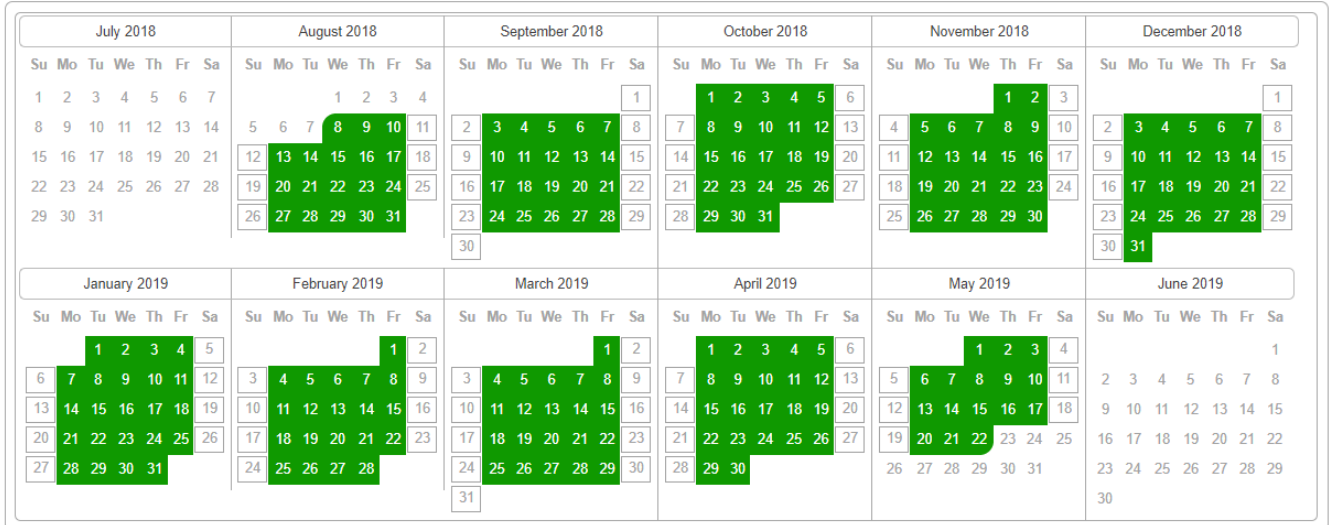 July 2018 August 2018 September 2018 October 2018 November 2018 December 2018
Su Mo Tu We Th Fr Sa Su Mo Tu We Th Fr Sa Su Mo Tu We Th Fr Sa Su Mo Tu We Th Fr Sa Su Mo Tu We Th Fr Sa Su Mo Tu We Th Fr Sa
1 2 3 4 5 6 7 1 2 3 4 1 1 2 3 4 5 6 1 2 3 1
8 9 10 11 12 13 14 5 6 7 8 9 10 11 2 3 4 5 6 7 8 7 8 9 10 11 12 13 4 5 6 7 8 9 10 2 3 4 5 6 7 8
15 16 17 18 19 20 21 12 13 14 15 16 17 18 9 10 11 12 13 14 15 14 15 16 17 18 19 20 11 12 13 14 15 16 17 9 10 11 12 13 14 15
22 23 24 25 26 27 28 19 20 21 22 23 24 25 16 17 18 19 20 21 22 21 22 23 24 25 26 27 18 19 20 21 22 23 24 16 17 18 19 20 21 22
29 30 31 26 27 28 29 30 31 23 24 25 26 27 28 29 28 29 30 31 25 26 27 28 29 30 23 24 25 26 27 28 29
30 30 31
January 2019 February 2019 March 2019 April 2019 May 2019 June 2019
Su Mo Tu We Th Fr Sa Su Mo Tu We Th Fr Sa Su Mo Tu We Th Fr Sa Su Mo Tu We Th Fr Sa Su Mo Tu We Th Fr Sa Su Mo Tu We Th Fr Sa
1 2 3 4 5 1 2 1 2 1 2 3 4 5 6 1 2 3 4 1
6 7 8 9 10 11 12 3 4 5 6 7 8 9 3 4 5 6 7 8 9 7 8 9 10 11 12 13 5 6 7 8 9 10 11 2 3 4 5 6 7 8
13 14 15 16 17 18 19 10 11 12 13 14 15 16 10 11 12 13 14 15 16 14 15 16 17 18 19 20 12 13 14 15 16 17 18 9 10 11 12 13 14 15
20 21 22 23 24 25 26 17 18 19 20 21 22 23 17 18 19 20 21 22 23 21 22 23 24 25 26 27 19 20 21 22 23 24 25 16 17 18 19 20 21 22
27 28 29 30 31 24 25 26 27 28 24 25 26 27 28 29 30 28 29 30 26 27 28 29 30 31 23 24 25 26 27 28 29
31 30